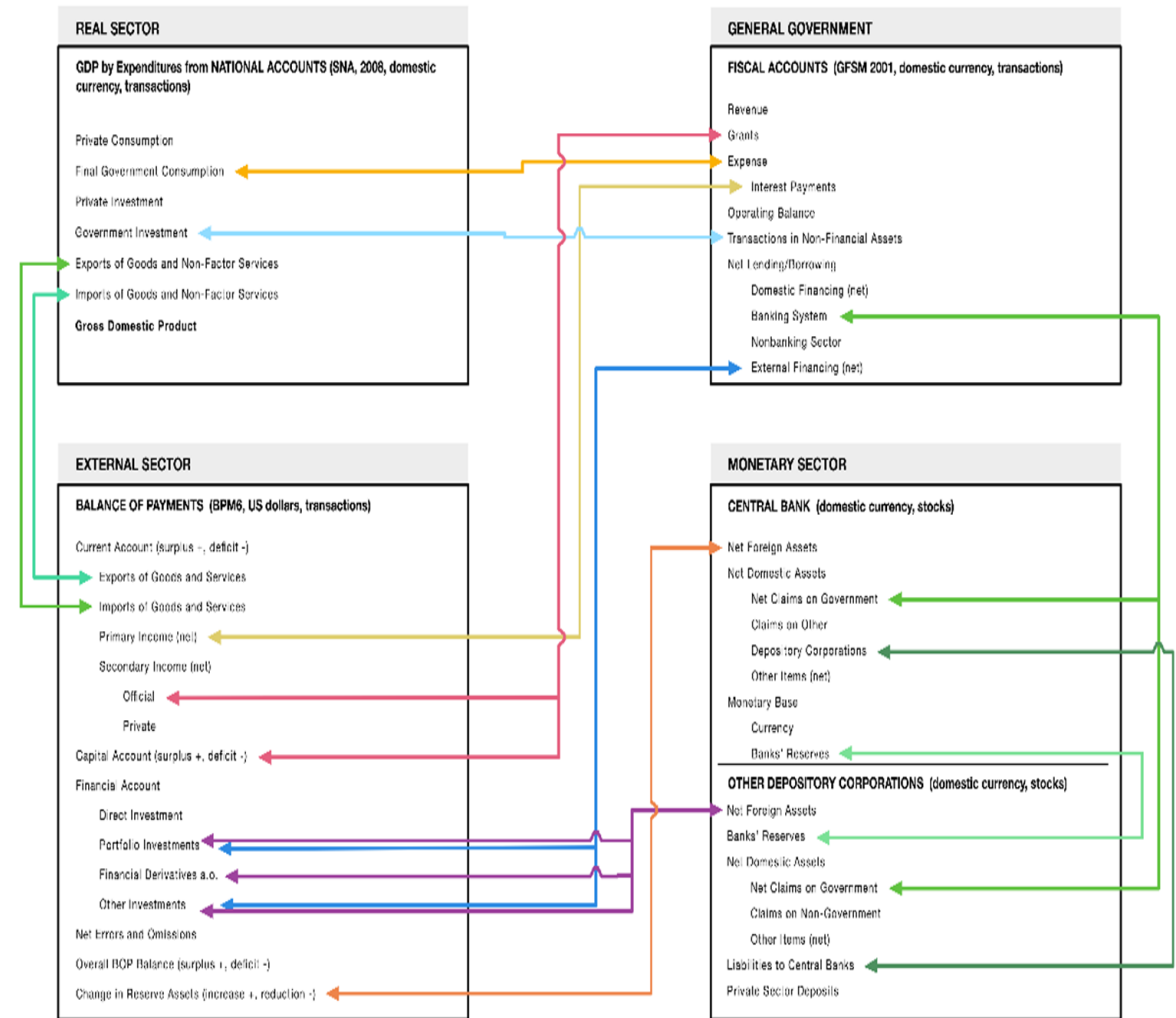 REAL SECTOR
GDP by Expenditures from NATIONAL ACCOUNTS (SNA, 2008, domestic
currency, transactions)
Private Consumption
Final Government Consumption
Private Investment
Government Investment
Exports of Goods and Non-Factor Services
Imports of Goods and Non-Factor Services
Gross Domestic Product
GENERAL GOVERNMENT
FISCAL ACCOUNTS (GFSM 2001, domestic currency, transactions)
Revenue
Grants
Expense
Interest Payments
Operating Balance
Transactions in Non-Financial Assets
Net Lending/Borrowing
Domestic Financing (net)
Banking System
Nonbanking Sector
External Financing (net)
EXTERNAL SECTOR
BALANCE OF PAYMENTS (BPM6, US dollars, transactions)
Current Account (surplus +, deficit -)
Exports of Goods and Services
Imports of Goods and Services
Primary Income (net)
Secondary Income (net)
Official
Private
Capital Account (surplus +, deficit -)
Financial Account
Direct Investment
Portfolio Investments
Financial Derivatives a.o.
Other Investments
Net Errors and Omissions
Overall BOP Balance (surplus +, deficit -)
Change in Reserve Assets (increase +, reduction -)
MONETARY SECTOR
CENTRAL BANK (domestic currency, stocks)
Net Foreign Assets
Net Domestic Assets
Net Claims on Government
Claims on Other
Depository Corporations
Other Items (net)
Monetary Base
Currency
Banks' Reserves
OTHER DEPOSITORY CORPORATIONS (domestic currency, stocks)
Net Foreign Assets
Banks' Reserves
Net Domestic Assets
Net Claims on Government
Claims on Non-Government
Other Items (net)
Liabilities to Central Banks
Private Sector Deposits